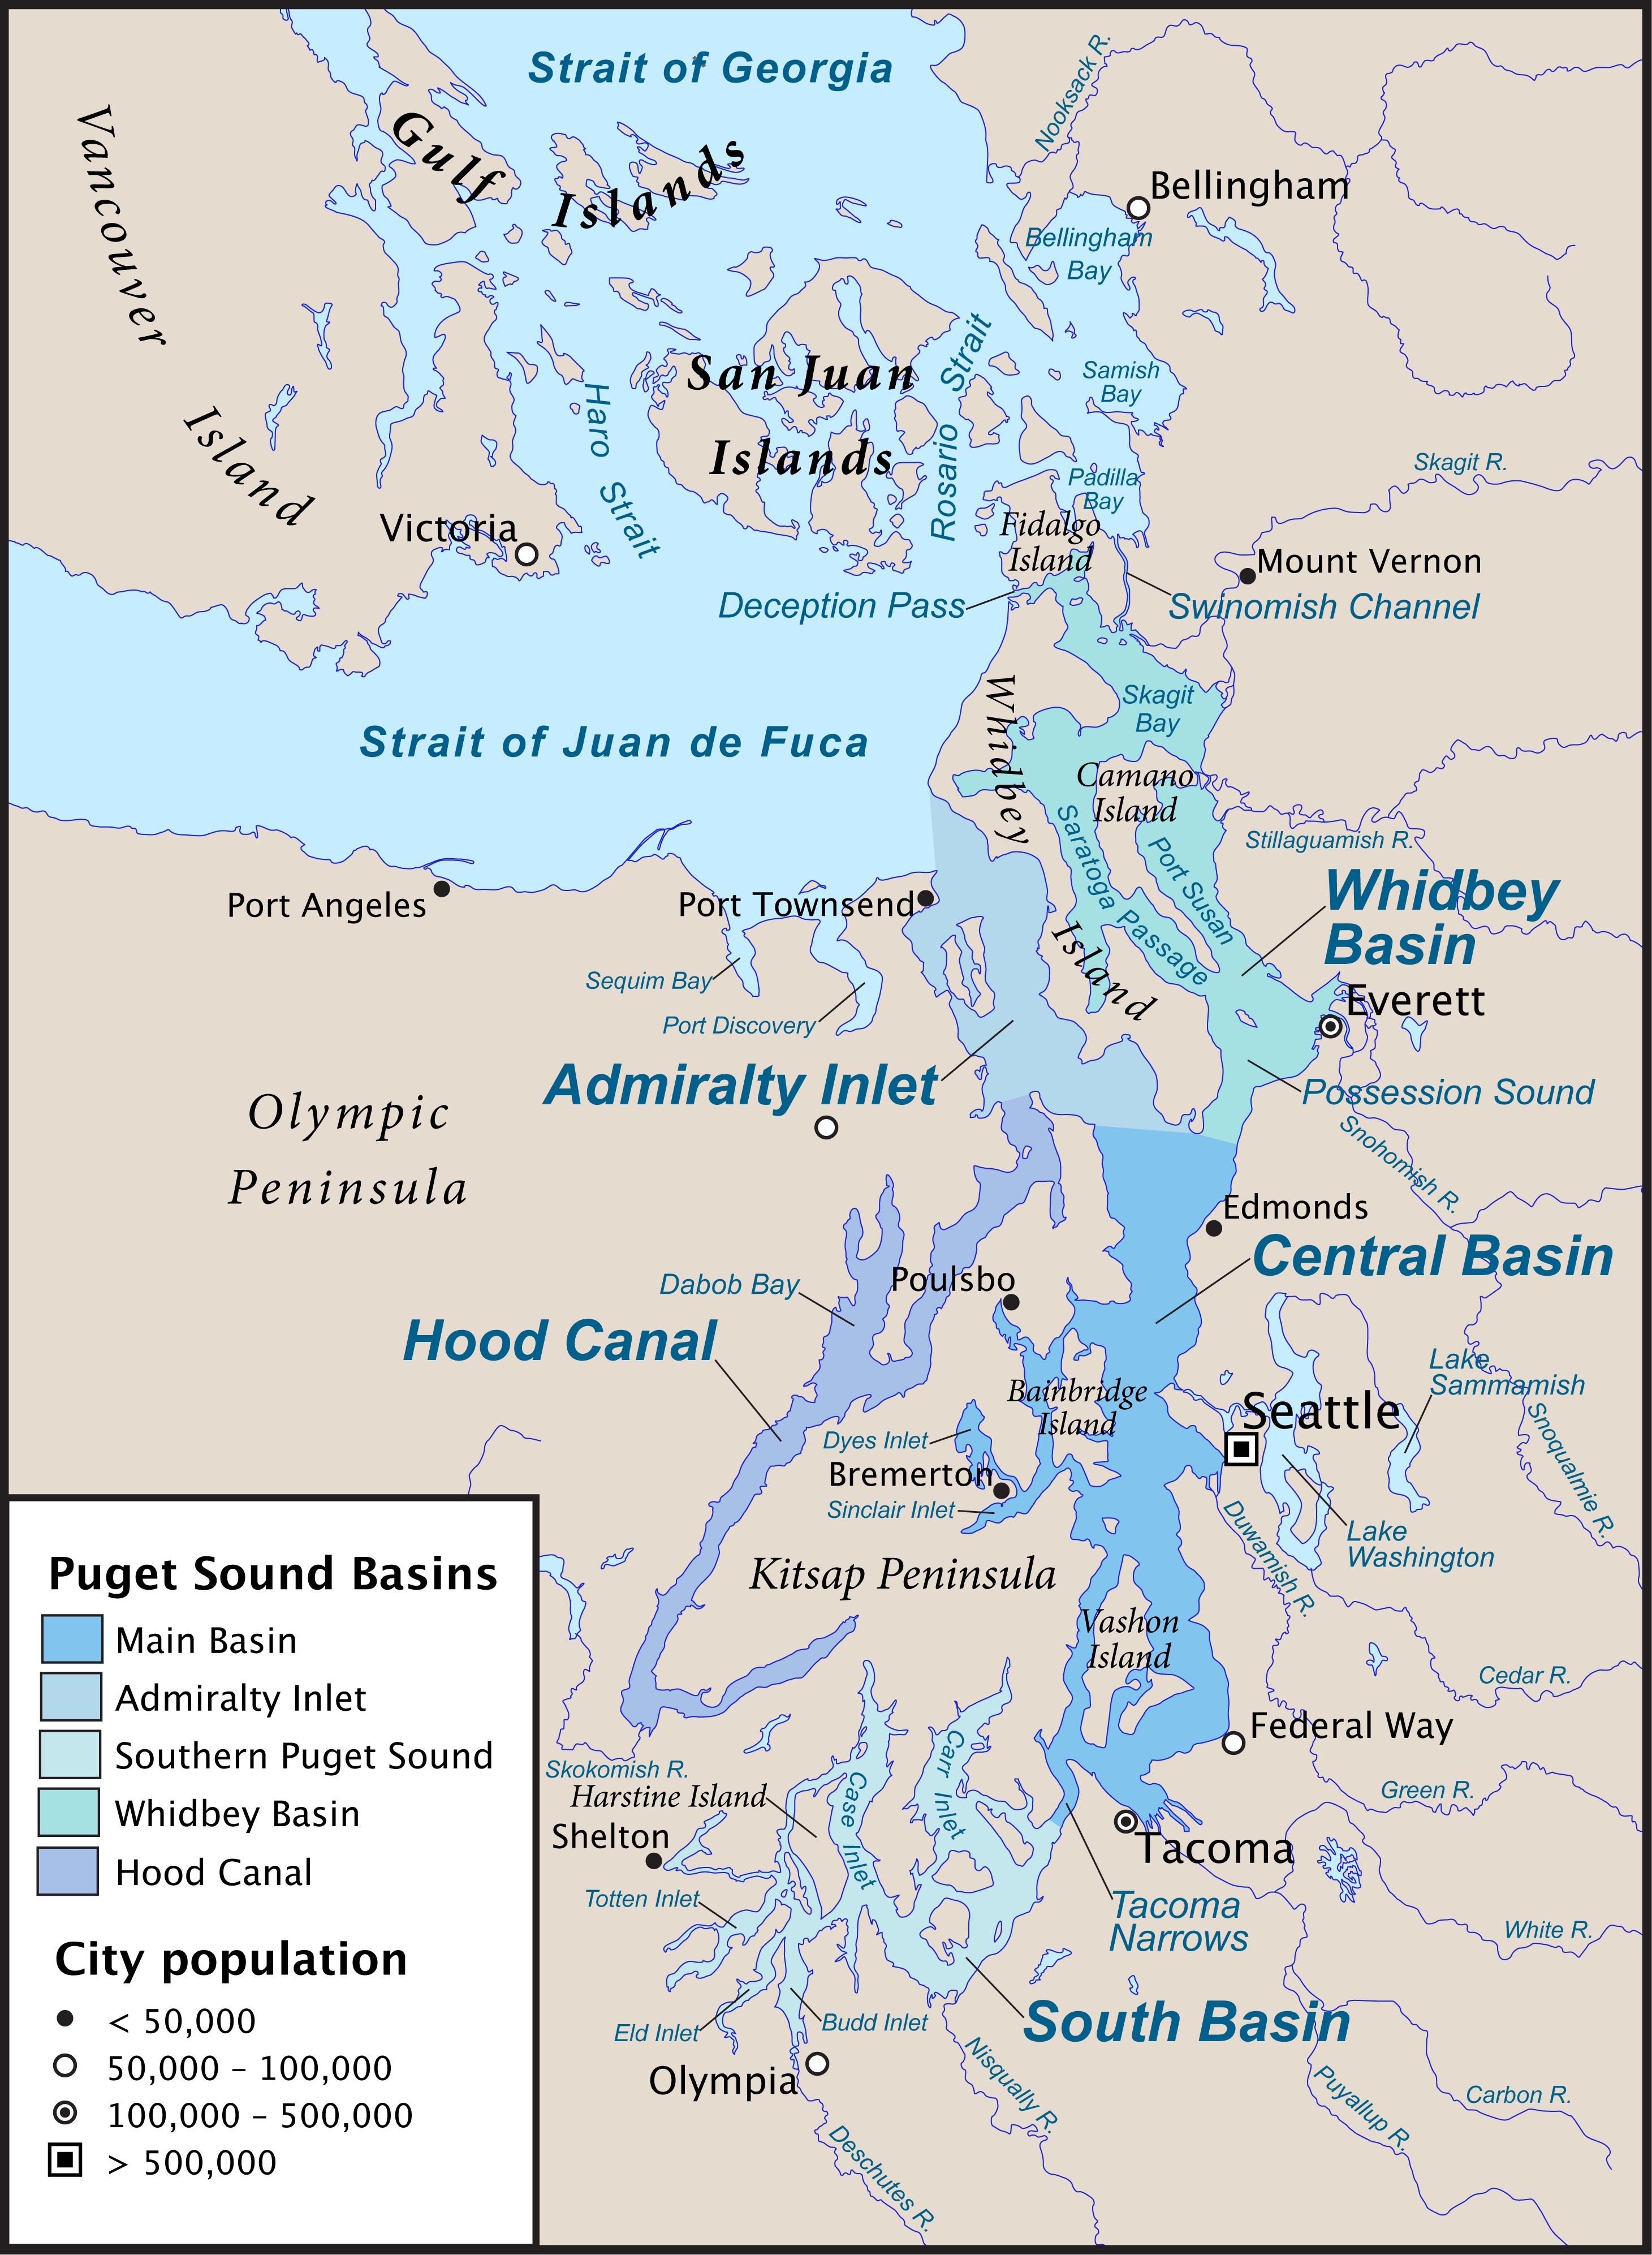 Strait of Georgia
Vancouver
Island
Gulf
Islands
Nooksack R.
Bellingham
Bellingham
Bay
San Juan
Islands
Haro Strait
Rosario Strait
Samish
Bay
Padilla
Bay
Skagit R.
Victoria
Fidalgo
Island
Mount Vernon
Deception Pass
Swinomish Channel
Strait of Juan de Fuca
Whidbey
Island
Skagit
Bay
Camano
Island
Saratoga Passage
Port Susan
Stillaguamish R.
Whidbey
Basin
Port Angeles
Port Townsend
Sequim Bay
Port Discovery
Everett
Admiralty Inlet
Possession Sound
Snohomish R.
Olympic
Peninsula
Edmonds
Central Basin
Dabob Bay
Poulsbo
Hood Canal
Lake
Sammamish
Bainbridge
Island
Seattle
Snoqualmie R.
Dyes Inlet
Bremerton
Sinclair Inlet
Duwamish R.
Lake
Washington
Kitsap Peninsula
Vashon
Island
Cedar R.
Federal Way
Skokomish R.
Harstine Island
Case Inlet
Carr Inlet
Green R.
Shelton
Tacoma
Totten Inlet
Tacoma
Narrows
White R.
Eld Inlet
Budd Inlet
South Basin
Olympia
Nisqually R.
Puyallup R.
Carbon R.
Deschutes R.
Puget Sound Basins
Main Basin
Admiralty Inlet
Southern Puget Sound
Whidbey Basin
Hood Canal
City population
< 50,000
50,000 – 100,000
100,000 – 500,000
> 500,000